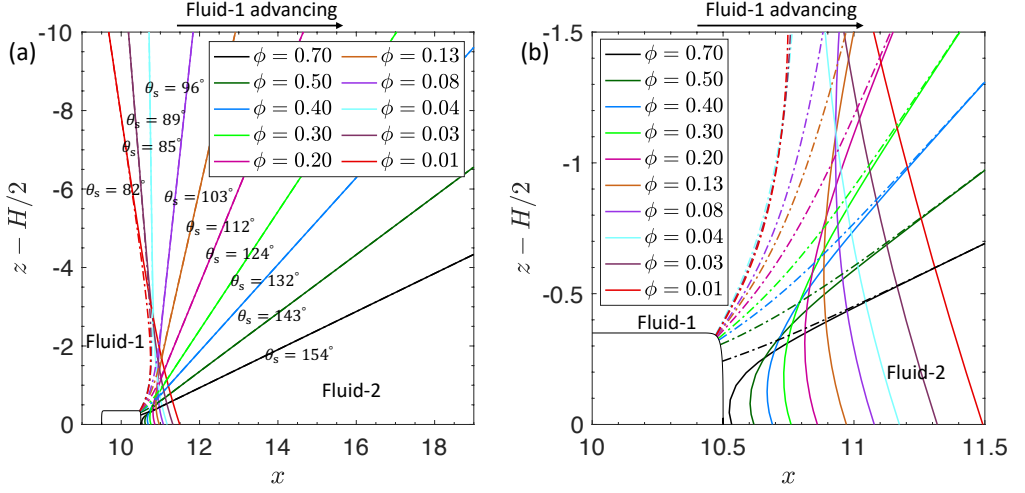 Fluid-1 advancing
(a)
-10
-8
-6
-4
-2
0
z − H/2
10 12 14 16 18
x
ϕ = 0.70 ϕ = 0.13
ϕ = 0.50 ϕ = 0.08
ϕ = 0.40 ϕ = 0.04
ϕ = 0.30 ϕ = 0.03
ϕ = 0.20 ϕ = 0.01
θs = 96°
θs = 89°
θs = 85°
θs = 82°
θs = 103°
θs = 112°
θs = 124°
θs = 132°
θs = 143°
θs = 154°
Fluid-1
Fluid-2
Fluid-1 advancing
(b)
-1.5
-1
-0.5
0
z − H/2
10 10.5 11 11.5
x
ϕ = 0.70
ϕ = 0.50
ϕ = 0.40
ϕ = 0.30
ϕ = 0.20
ϕ = 0.13
ϕ = 0.08
ϕ = 0.04
ϕ = 0.03
ϕ = 0.01
Fluid-1
Fluid-2